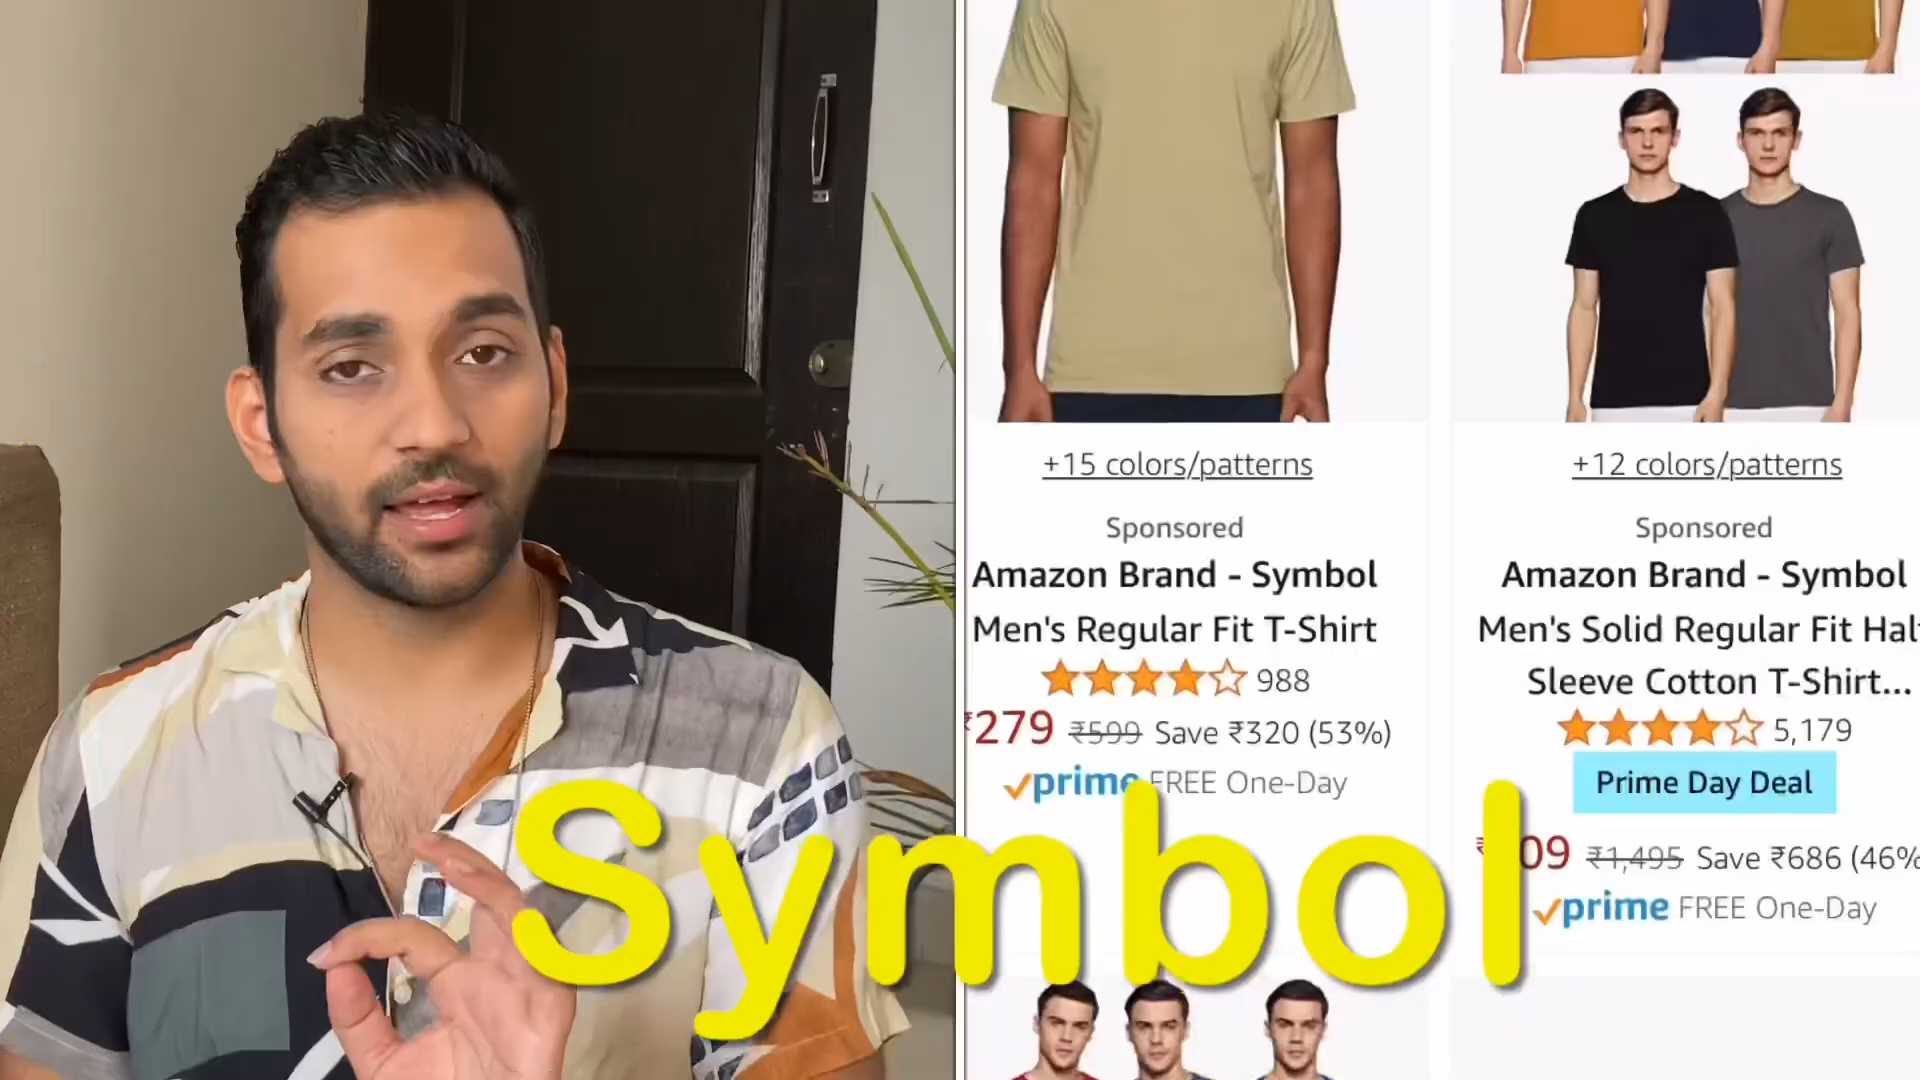 +15 colors/patterns
Sponsored
Amazon Brand - Symbol
Men's Regular Fit T-Shirt
988
₹279 ₹599 Save ₹320 (53%)
prime FREE One-Day
+12 colors/patterns
Sponsored
Amazon Brand - Symbol
Men's Solid Regular Fit Hal
Sleeve Cotton T-Shirt...
5,179
Prime Day Deal
09 ₹1,495 Save ₹686 (46%
prime FREE One-Day
Symbol